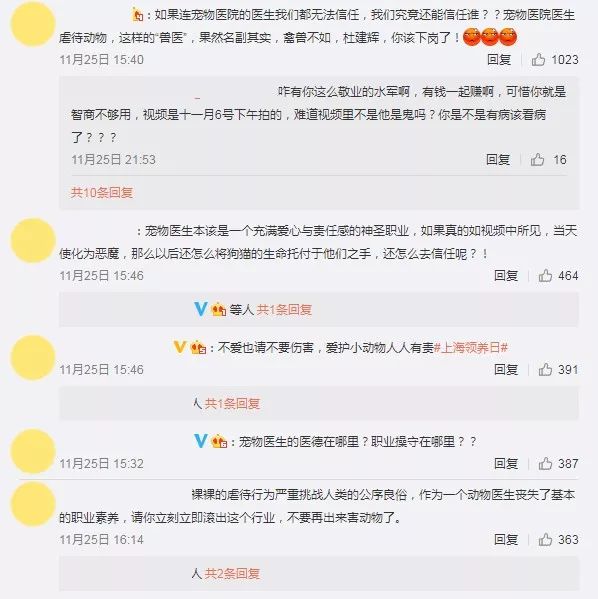 ：如果连宠物医院的医生我们都无法信任，我们究竟还能信任谁？？宠物医院医生
虐待动物，这样的“兽医”，果然名副其实，禽兽不如，杜建辉，你该下岗了！
11月25日 15:40 回复 1023
咋有你这么敬业的水军啊，有钱一起赚啊，可惜你就是
智商不够用，视频是十一月6号下午拍的，难道视频里不是他是鬼吗？你是不是有病该看病
了？？？
11月25日 21:53 回复 16
共10条回复
：宠物医生本该是一个充满爱心与责任感的神圣职业，如果真的如视频中所见，当天
使化为恶魔，那么以后还怎么将狗猫的生命托付于他们之手，还怎么去信任呢？！
11月25日 15:46 回复 464
等人 共1条回复
：不爱也请不要伤害，爱护小动物人人有责#上海领养日#
11月25日 15:46 回复 391
人 共1条回复
：宠物医生的医德在哪里？职业操守在哪里？？
11月25日 15:32 回复 387
裸裸的虐待行为严重挑战人类的公序良俗，作为一个动物医生丧失了基本
的职业素养，请你立刻立即滚出这个行业，不要再出来害动物了。
11月25日 16:14 回复 363
人 共2条回复